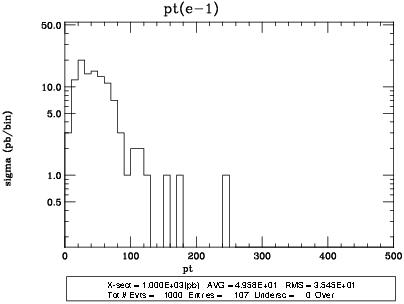 pt(e−1)
50.0
10.0
5.0
1.0
0.5
sigma (pb/bin)
0 100 200 300 400 500
pt
X-sect = 1.000E+03(pb) AVG = 4.958E+01 RMS = 3.545E+01
Tot # Evts = 1000 Entries = 107 Undersc = 0 Over